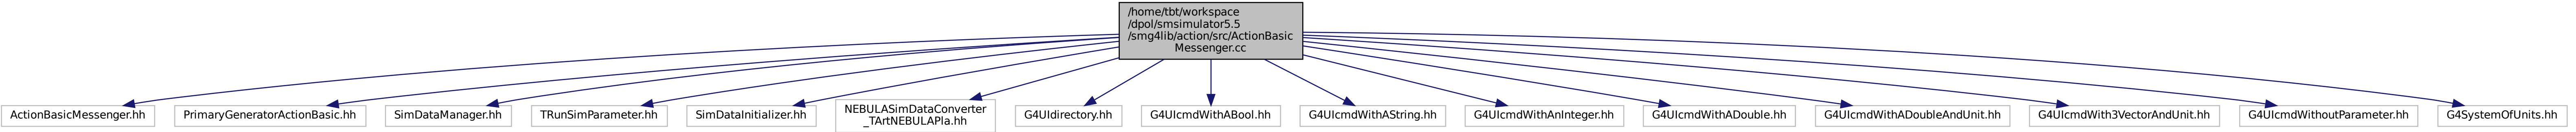 /home/tbt/workspace
/dpol/smsimulator5.5
/smg4lib/action/src/ActionBasic
Messenger.cc
ActionBasicMessenger.hh
PrimaryGeneratorActionBasic.hh
SimDataManager.hh
TRunSimParameter.hh
SimDataInitializer.hh
NEBULASimDataConverter
_TArtNEBULAPla.hh
G4UIdirectory.hh
G4UIcmdWithABool.hh
G4UIcmdWithAString.hh
G4UIcmdWithAnInteger.hh
G4UIcmdWithADouble.hh
G4UIcmdWithADoubleAndUnit.hh
G4UIcmdWith3VectorAndUnit.hh
G4UIcmdWithoutParameter.hh
G4SystemOfUnits.hh